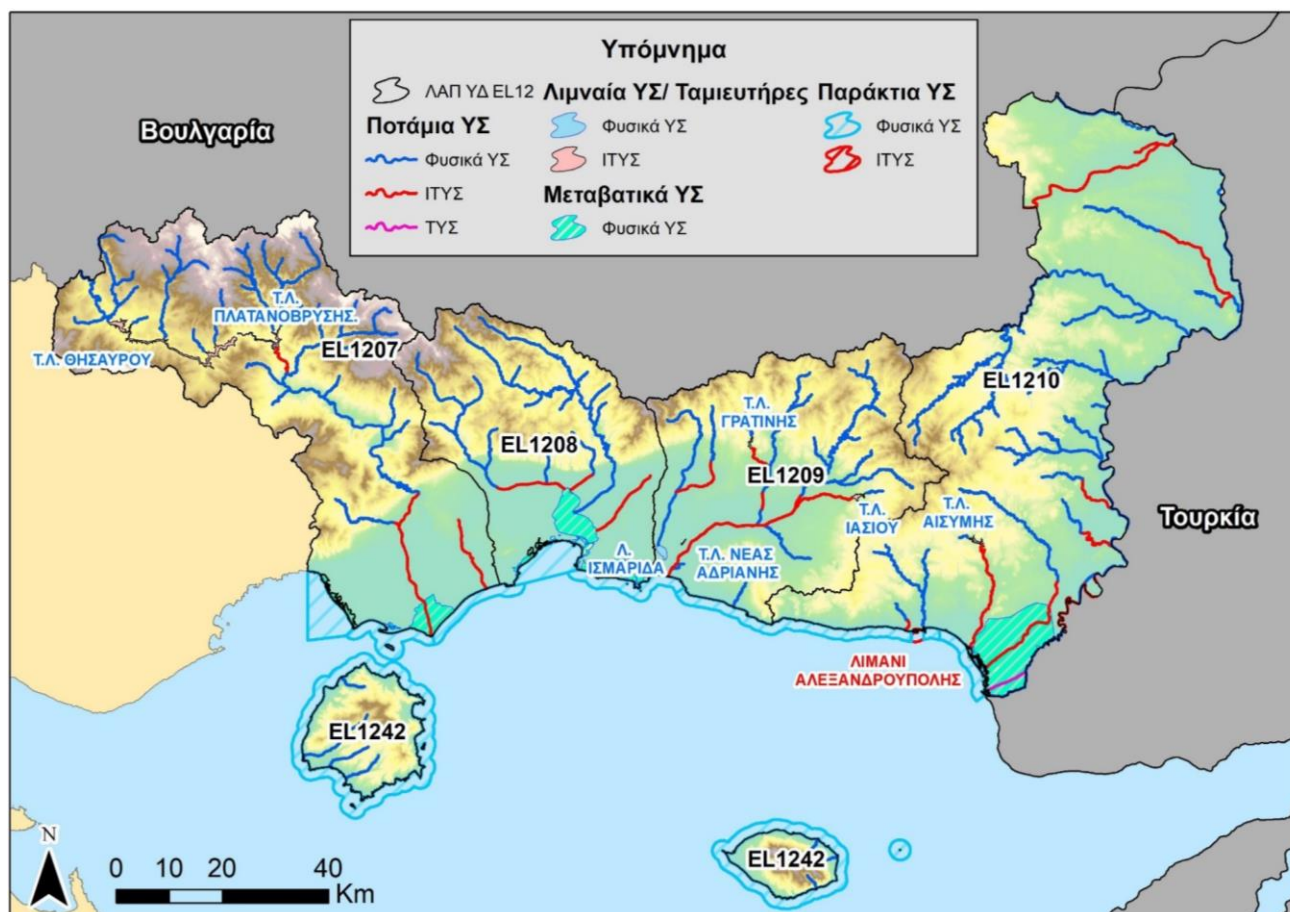 Υπόμνημα
ΛΑΠ ΥΔ EL12
Ποτάμια ΥΣ
Φυσικά ΥΣ
ΙΤΥΣ
ΤΥΣ
Λιμναία ΥΣ/ Ταμιευτήρες
Φυσικά ΥΣ
ΙΤΥΣ
Μεταβατικά ΥΣ
Φυσικά ΥΣ
Παράκτια ΥΣ
Φυσικά ΥΣ
ΙΤΥΣ
Βουλγαρία
Τ.Λ.
ΠΛΑΤΑΝΟΒΡΥΣΗΣ.
Τ.Λ. ΘΗΣΑΥΡΟΥ
EL1207
EL1208
Τ.Λ.
ΓΡΑΤΙΝΗΣ
EL1209
EL1210
Τ.Λ.
ΙΑΣΙΟΥ
Τ.Λ.
ΑΙΣΥΜΗΣ
Τουρκία
Λ.
ΙΣΜΑΡΙΔΑ
Τ.Λ. ΝΕΑΣ
ΑΔΡΙΑΝΗΣ
ΛΙΜΑΝΙ
ΑΛΕΞΑΝΔΡΟΥΠΟΛΗΣ
EL1242
EL1242
N
0 10 20 40
Km